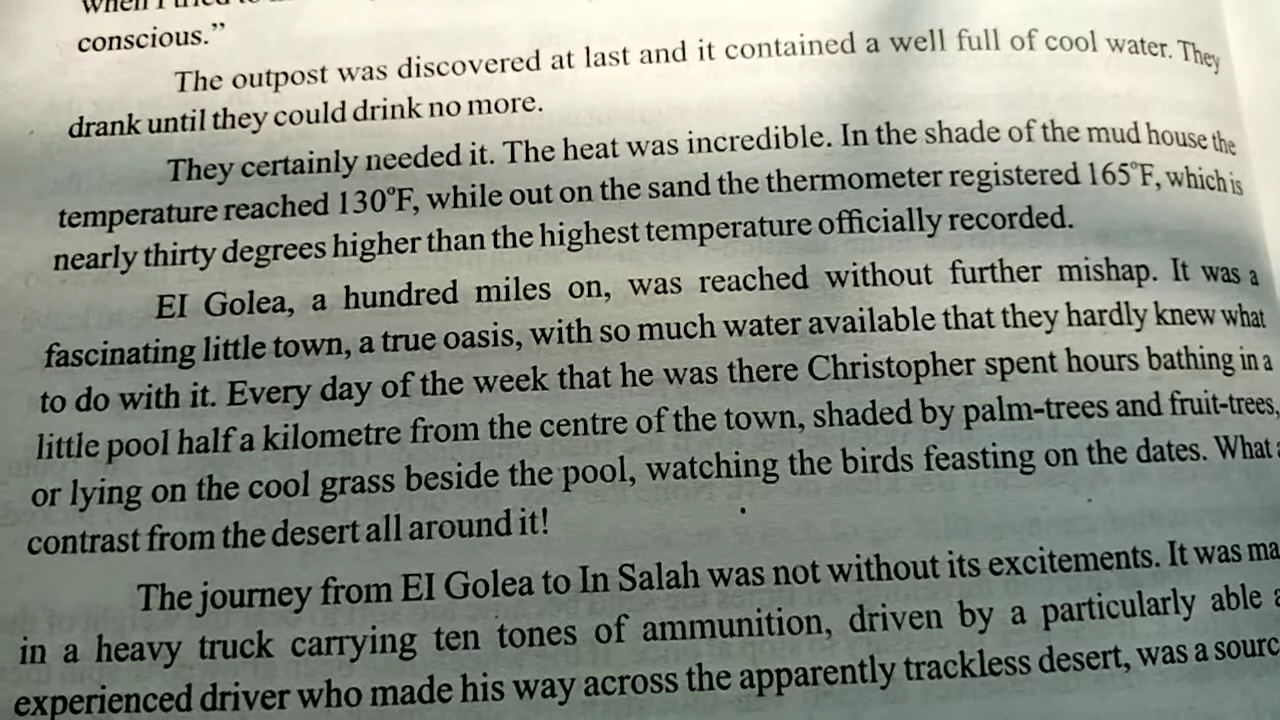 conscious.”
The outpost was discovered at last and it contained a well full of cool water. They
drank until they could drink no more.
They certainly needed it. The heat was incredible. In the shade of the mud house the
temperature reached 130°F, while out on the sand the thermometer registered 165°F, which is
nearly thirty degrees higher than the highest temperature officially recorded.
EI Golea, a hundred miles on, was reached without further mishap. It was a
fascinating little town, a true oasis, with so much water available that they hardly knew what
to do with it. Every day of the week that he was there Christopher spent hours bathing in a
little pool half a kilometre from the centre of the town, shaded by palm-trees and fruit-trees,
or lying on the cool grass beside the pool, watching the birds feasting on the dates. What a
contrast from the desert all around it!
The journey from EI Golea to In Salah was not without its excitements. It was ma
in a heavy truck carrying ten tones of ammunition, driven by a particularly able a
experienced driver who made his way across the apparently trackless desert, was a sourc